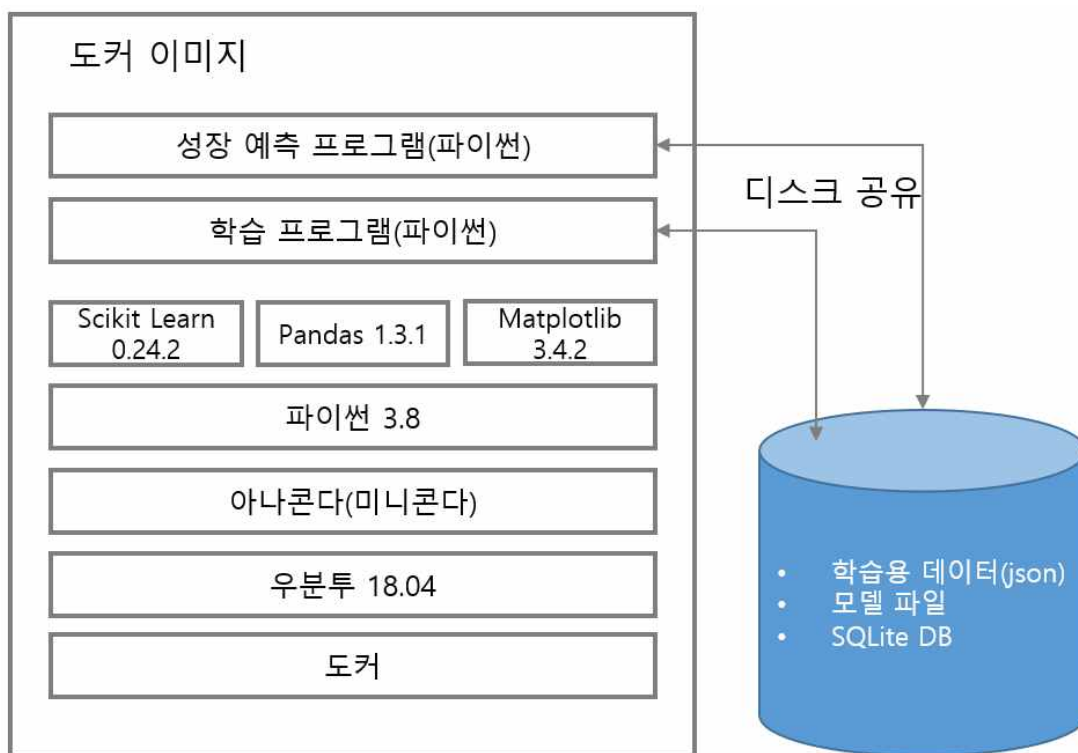 도커 이미지
성장 예측 프로그램(파이썬)
디스크 공유
학습 프로그램(파이썬)
Scikit Learn
0.24.2
Pandas 1.3.1
Matplotlib
3.4.2
파이썬 3.8
아나콘다(미니콘다)
우분투 18.04
도커
• 학습용 데이터(json)
• 모델 파일
• SQLite DB